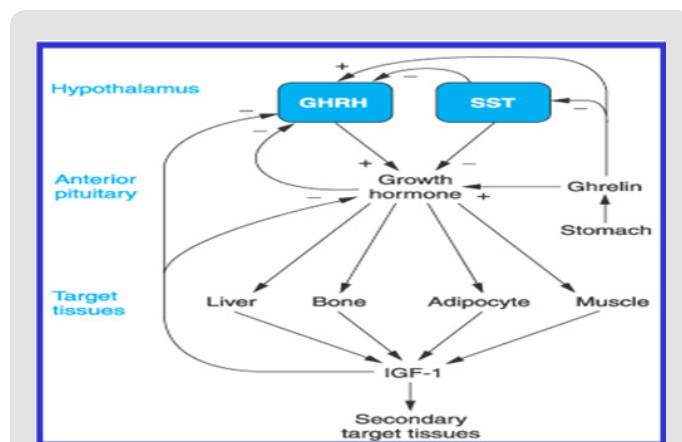 +
Hypothalamus
GHRH
–
SST
–
–
–
Anterior
pituitary
+
–
Growth
hormone
–
+
Ghrelin
Stomach
Target
tissues
Liver
Bone
Adipocyte
Muscle
IGF-1
Secondary
target tissues